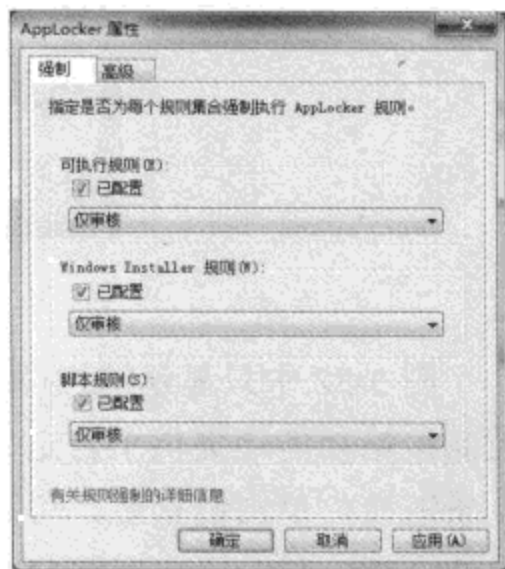 AppLocker 属性
强制
高级
指定是否为每个规则集合强制执行 AppLocker 规则。
可执行规则(E):
已配置
仅审核
Windows Installer 规则(W):
已配置
仅审核
脚本规则(S):
已配置
仅审核
有关规则强制的详细信息
确定
取消
应用(A)